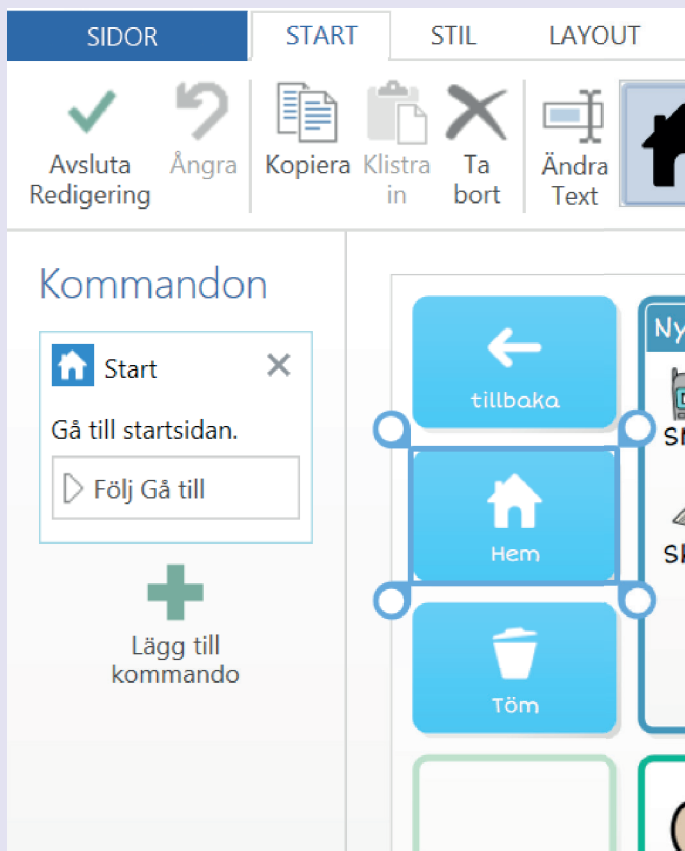 SIDOR START STIL LAYOUT
Avsluta Redigering
Ångra
Kopiera
Klistra in
Ta bort
Ändra Text
Kommandon
Start
Gå till startsidan.
Följ Gå till
Lägg till
kommando
tillbaka
Hem
Töm
Ny